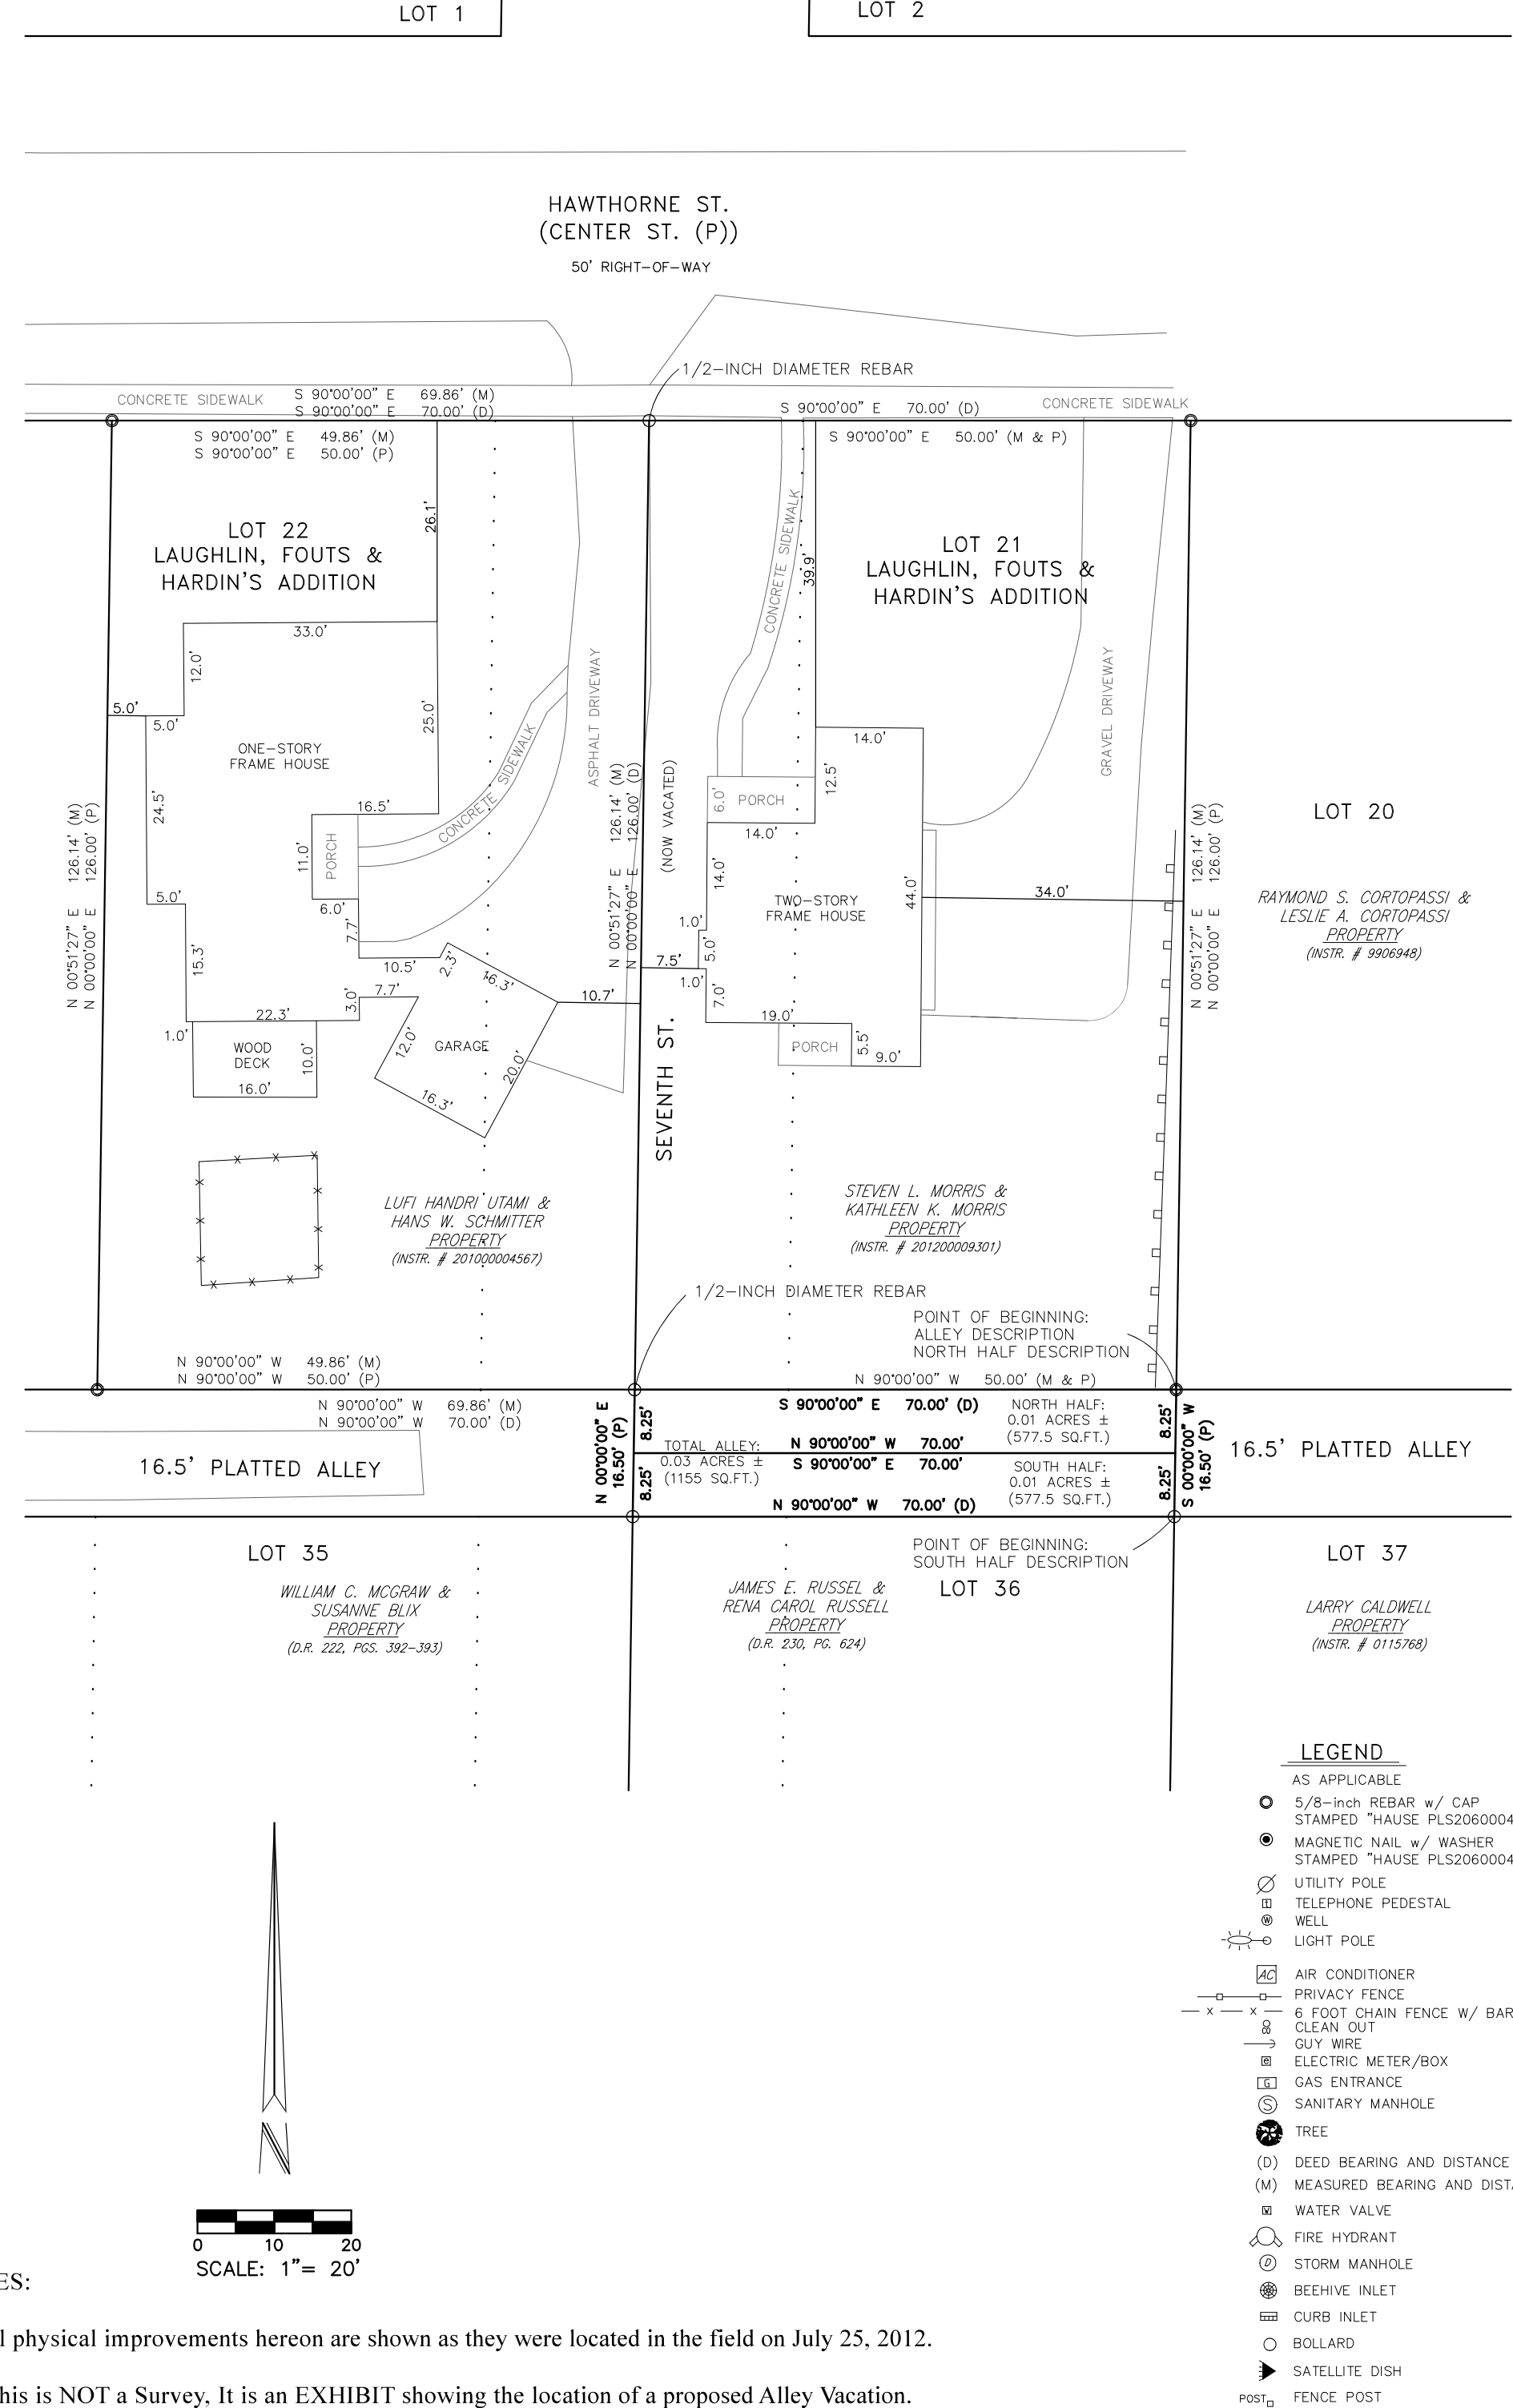 LOT 1
LOT 2
HAWTHORNE ST.
(CENTER ST. (P))
50' RIGHT-OF-WAY
1/2-INCH DIAMETER REBAR
CONCRETE SIDEWALK
S 90°00'00" E 69.86' (M)
S 90°00'00" E 70.00' (D)
S 90°00'00" E 70.00' (D)
CONCRETE SIDEWALK
S 90°00'00" E 49.86' (M)
S 90°00'00" E 50.00' (P)
S 90°00'00" E 50.00' (M & P)
26.1'
LOT 22
LAUGHLIN, FOUTS &
HARDIN'S ADDITION
CONCRETE SIDEWALK
39.9'
LOT 21
LAUGHLIN, FOUTS &
HARDIN'S ADDITION
33.0'
12.0'
5.0'
5.0'
25.0'
ONE-STORY
FRAME HOUSE
24.5'
16.5'
11.0'
PORCH
6.0'
7.7'
CONCRETE SIDEWALK
ASPHALT DRIVEWAY
N 00°51'27" E 126.14' (M)
N 00°00'00" E 126.00' (P)
N 00°51'27" E 126.14' (M)
N 00°00'00" E 126.00' (D)
(NOW VACATED)
SEVENTH ST.
14.0'
12.5'
6.0'
PORCH
14.0'
14.0'
TWO-STORY
FRAME HOUSE
44.0'
34.0'
GRAVEL DRIVEWAY
N 00°51'27" E 126.14' (M)
N 00°00'00" E 126.00' (P)
LOT 20
RAYMOND S. CORTOPASSI &
LESLIE A. CORTOPASSI
PROPERTY
(INSTR. # 9906948)
5.0'
15.3'
10.5'
2.3'
16.3'
10.7'
7.7'
3.0'
22.3'
1.0'
WOOD
DECK
10.0'
16.0'
12.0'
GARAGE
20.0'
16.3'
1.0'
5.0'
7.5'
1.0'
7.0'
19.0'
PORCH
5.5'
9.0'
LUFI HANDRI UTAMI &
HANS W. SCHMITTER
PROPERTY
(INSTR. # 201000004567)
STEVEN L. MORRIS &
KATHLEEN K. MORRIS
PROPERTY
(INSTR. # 201200009301)
1/2-INCH DIAMETER REBAR
POINT OF BEGINNING:
ALLEY DESCRIPTION
NORTH HALF DESCRIPTION
N 90°00'00" W 49.86' (M)
N 90°00'00" W 50.00' (P)
N 90°00'00" W 50.00' (M & P)
N 90°00'00" W 69.86' (M)
N 90°00'00" W 70.00' (D)
16.5' PLATTED ALLEY
N 00°00'00" E
16.50' (P)
8.25'
8.25'
TOTAL ALLEY:
0.03 ACRES ±
(1155 SQ.FT.)
S 90°00'00" E 70.00' (D)
N 90°00'00" W 70.00'
S 90°00'00" E 70.00'
N 90°00'00" W 70.00' (D)
NORTH HALF:
0.01 ACRES ±
(577.5 SQ.FT.)
SOUTH HALF:
0.01 ACRES ±
(577.5 SQ.FT.)
8.25'
8.25'
S 00°00'00" W
16.50' (P)
16.5' PLATTED ALLEY
POINT OF BEGINNING:
SOUTH HALF DESCRIPTION
LOT 35
WILLIAM C. MCGRAW &
SUSANNE BLIX
PROPERTY
(D.R. 222, PGS. 392-393)
LOT 36
JAMES E. RUSSEL &
RENA CAROL RUSSELL
PROPERTY
(D.R. 230, PG. 624)
LOT 37
LARRY CALDWELL
PROPERTY
(INSTR. # 0115768)
LEGEND
AS APPLICABLE
5/8-inch REBAR w/ CAP
STAMPED "HAUSE PLS2060004
MAGNETIC NAIL w/ WASHER
STAMPED "HAUSE PLS2060004
UTILITY POLE
T TELEPHONE PEDESTAL
W WELL
LIGHT POLE
AC AIR CONDITIONER
PRIVACY FENCE
x x 6 FOOT CHAIN FENCE W/ BAR
CLEAN OUT
GUY WIRE
e ELECTRIC METER/BOX
G GAS ENTRANCE
S SANITARY MANHOLE
TREE
(D) DEED BEARING AND DISTANCE
(M) MEASURED BEARING AND DIST
WATER VALVE
FIRE HYDRANT
D STORM MANHOLE
BEEHIVE INLET
CURB INLET
BOLLARD
SATELLITE DISH
POST FENCE POST
N
0 10 20
SCALE: 1"= 20'
ES:
l physical improvements hereon are shown as they were located in the field on July 25, 2012.
his is NOT a Survey, It is an EXHIBIT showing the location of a proposed Alley Vacation.